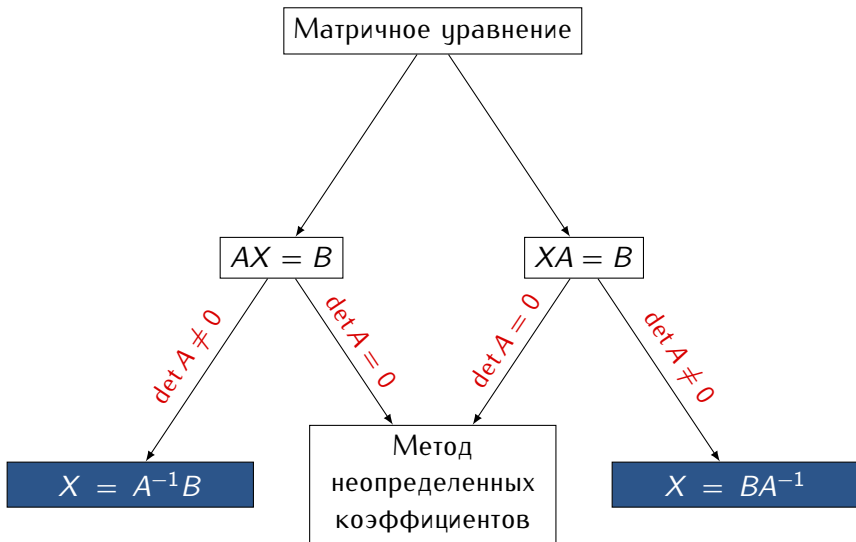 Матричное уравнение
AX = B
XA = B
det A ≠ 0
det A = 0
det A = 0
det A ≠ 0
X = A⁻¹B
Метод
неопределенных
коэффициентов
X = BA⁻¹